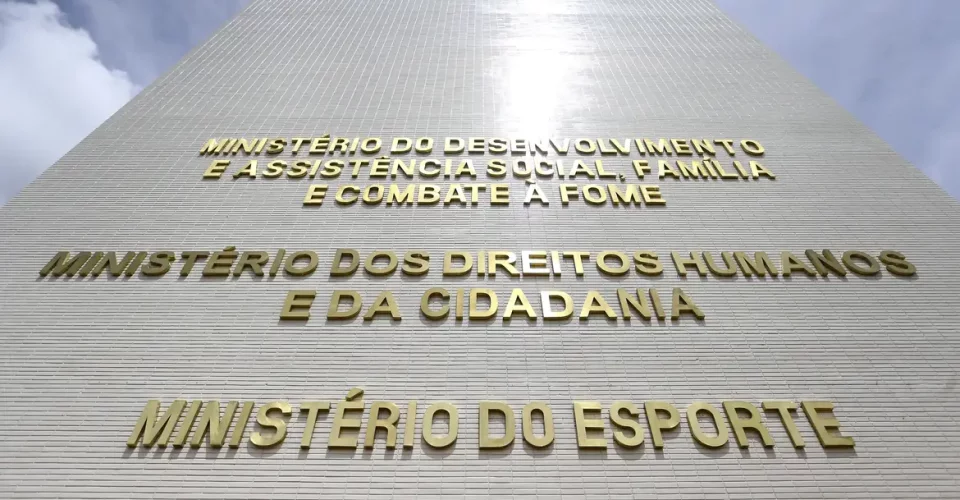 MINISTÉRIO DO DESENVOLVIMENTO
E ASSISTÊNCIA SOCIAL, FAMÍLIA
E COMBATE À FOME
MINISTÉRIO DOS DIREITOS HUMANOS
E DA CIDADANIA
MINISTÉRIO DO ESPORTE